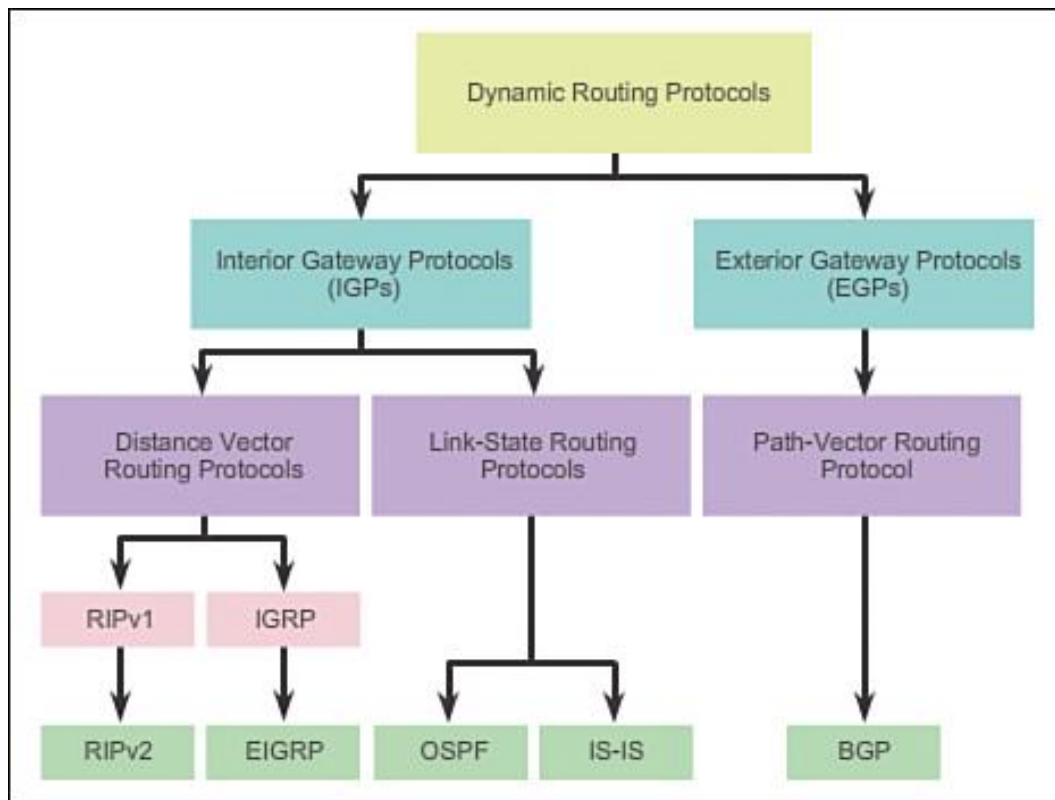 Dynamic Routing Protocols
Interior Gateway Protocols
(IGPs)
Exterior Gateway Protocols
(EGPs)
Distance Vector
Routing Protocols
Link-State Routing
Protocols
Path-Vector Routing
Protocol
RIPv1
IGRP
RIPv2
EIGRP
OSPF
IS-IS
BGP